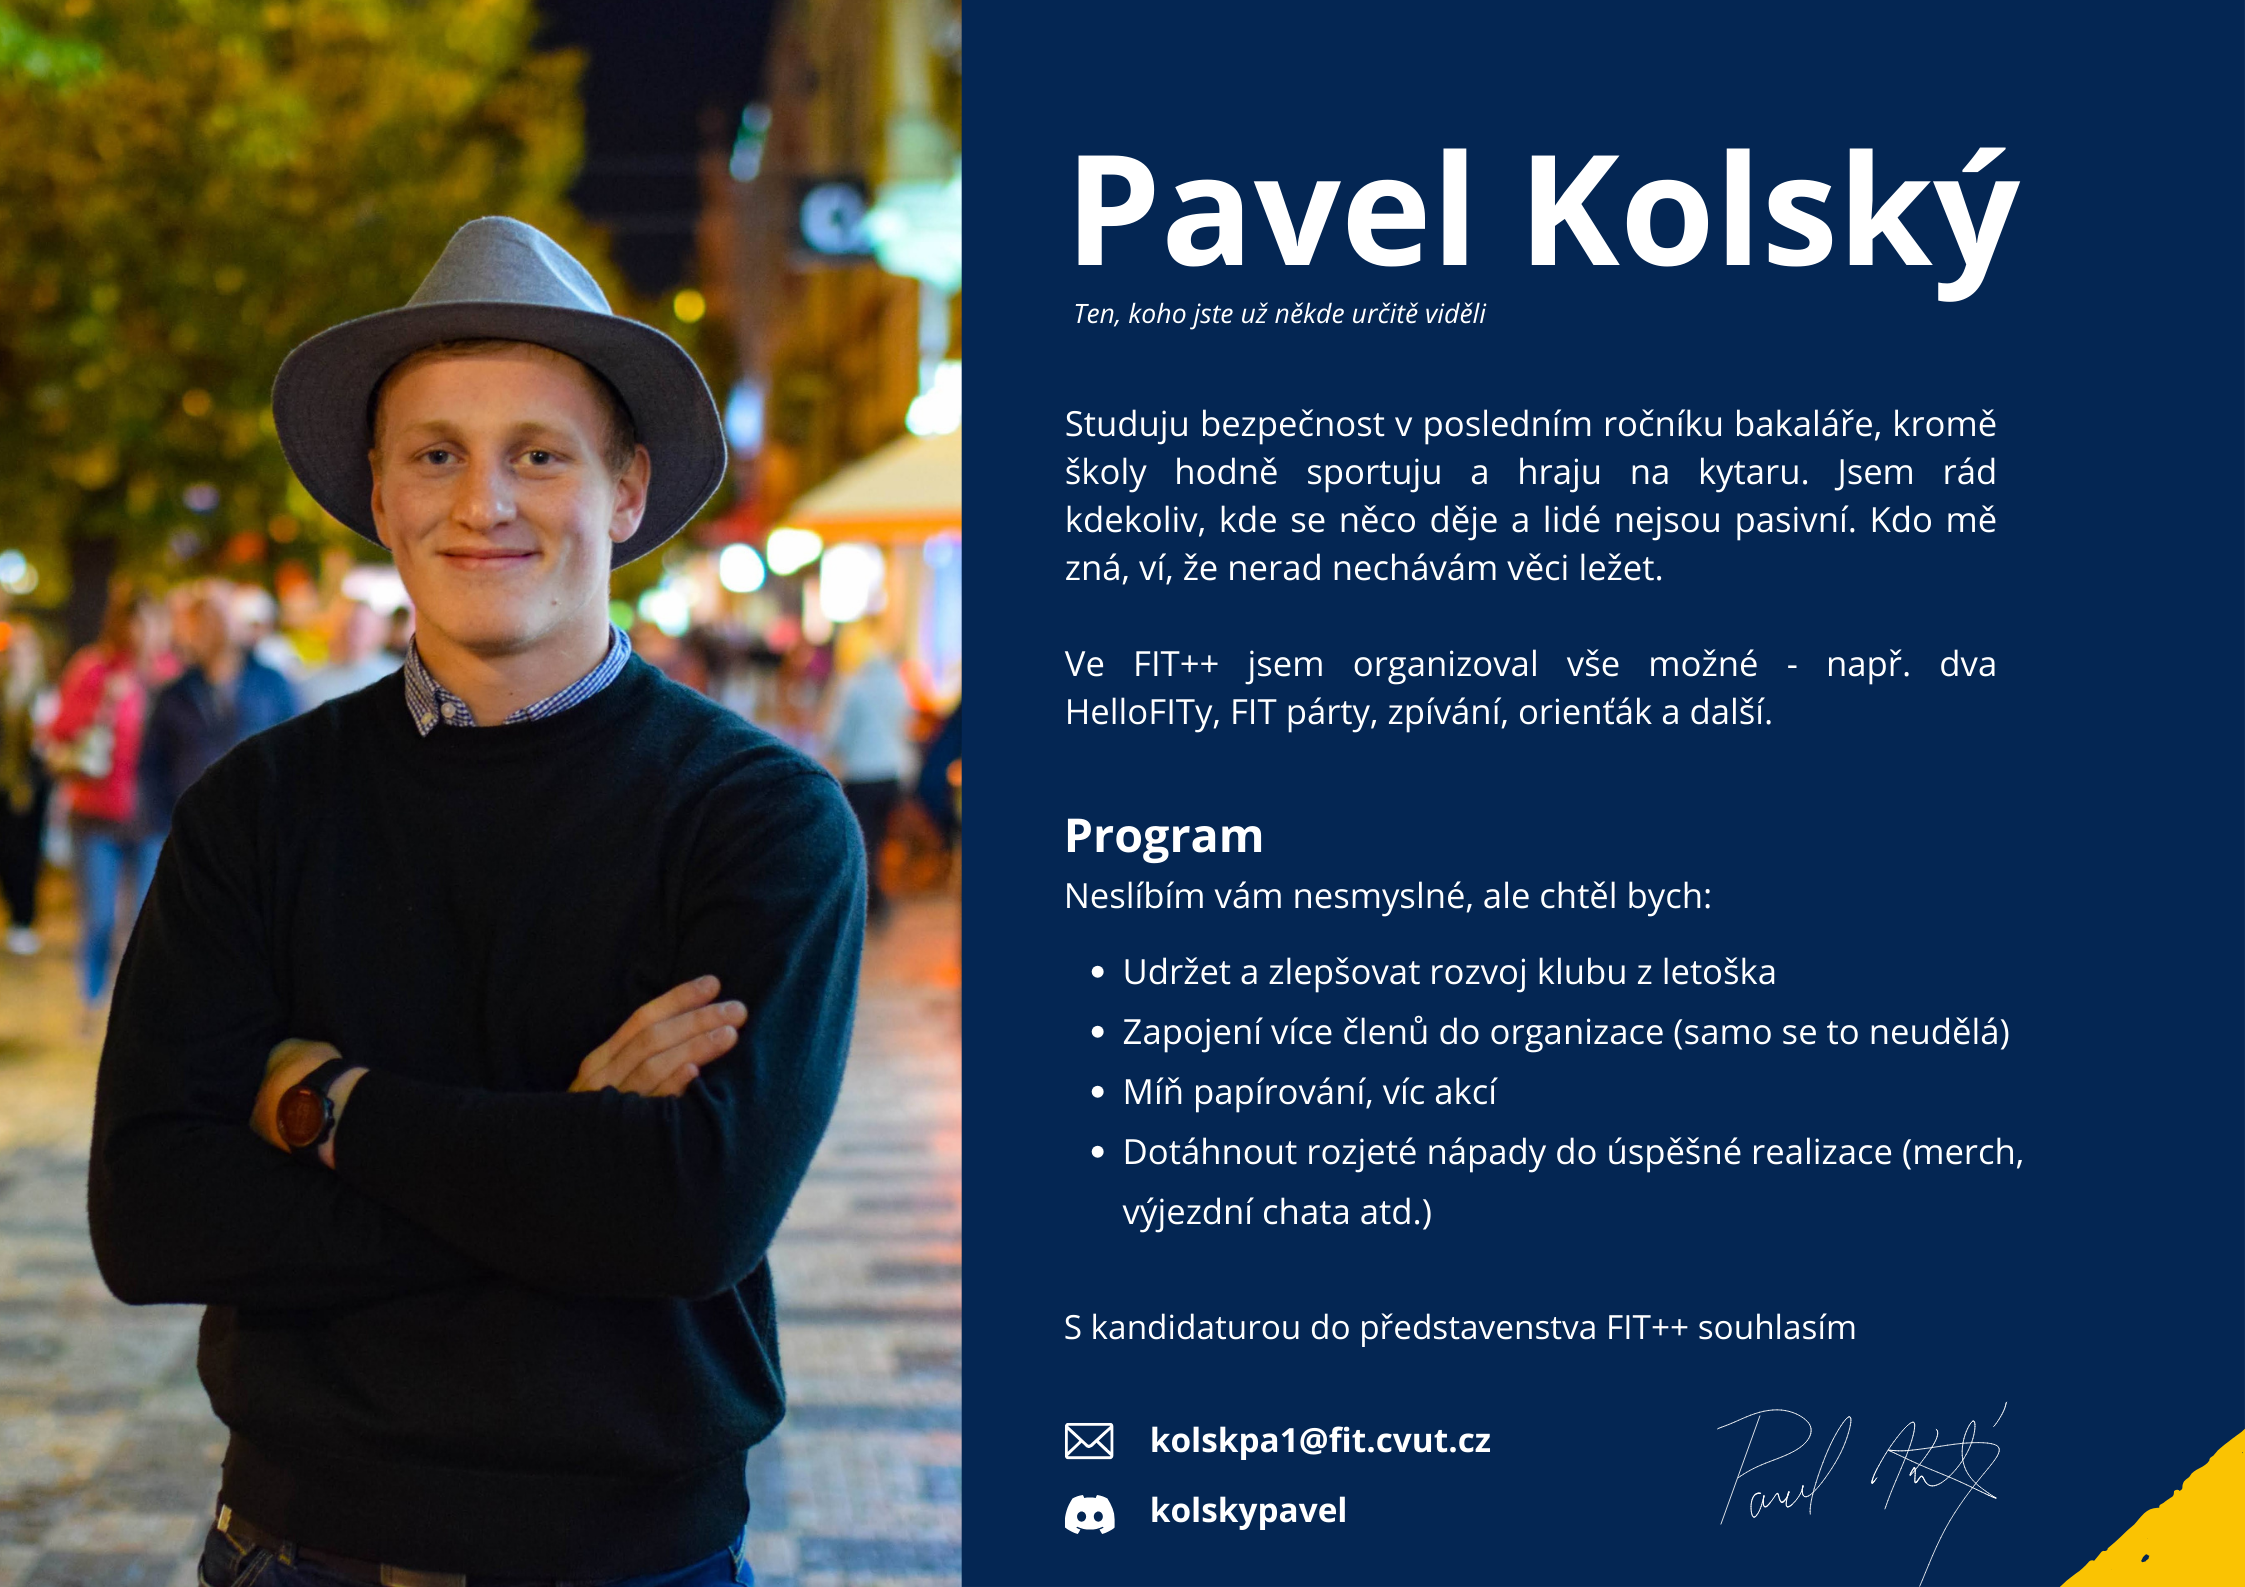 Pavel Kolský
Ten, koho jste už někde určitě viděli
Studuju bezpečnost v posledním ročníku bakaláře, kromě
školy hodně sportuju a hraju na kytaru. Jsem rád
kdekoliv, kde se něco děje a lidé nejsou pasivní. Kdo mě
zná, ví, že nerad nechávám věci ležet.
Ve FIT++ jsem organizoval vše možné - např. dva
HelloFITy, FIT párty, zpívání, orienťák a další.
Program
Neslíbím vám nesmyslné, ale chtěl bych:
• Udržet a zlepšovat rozvoj klubu z letoška
• Zapojení více členů do organizace (samo se to neudělá)
• Míň papírování, víc akcí
• Dotáhnout rozjeté nápady do úspěšné realizace (merch,
výjezdní chata atd.)
S kandidaturou do představenstva FIT++ souhlasím
kolskpa1@fit.cvut.cz
kolskypavel
Pavel